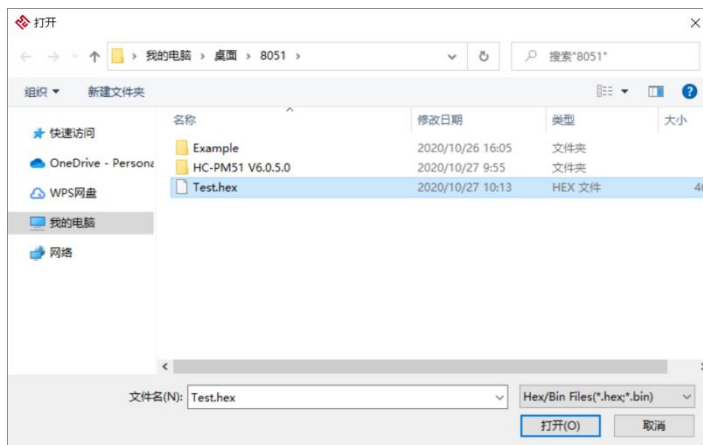 打开
我的电脑 › 桌面 › 8051 ›
搜索"8051"
组织 新建文件夹
名称 修改日期 类型 大小
快速访问
OneDrive - Persona
WPS网盘
我的电脑
网络
Example 2020/10/26 16:05 文件夹
HC-PM51 V6.0.5.0 2020/10/27 9:55 文件夹
Test.hex 2020/10/27 10:13 HEX 文件
文件名(N): Test.hex Hex/Bin Files(*.hex;*.bin)
打开(O) 取消